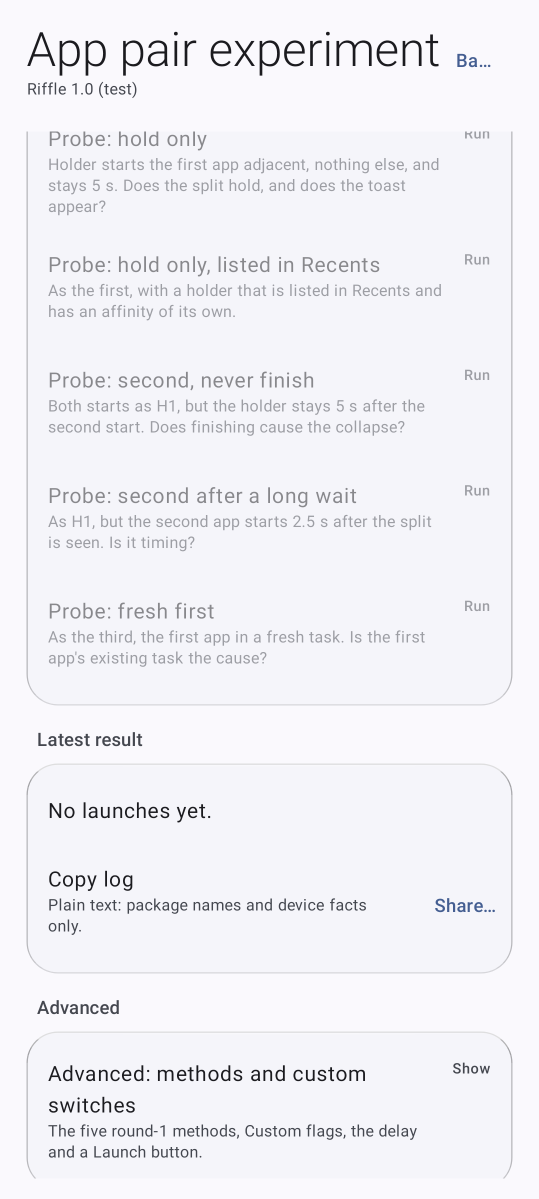 App pair experiment Ba…
Riffle 1.0 (test)
Probe: hold only Run
Holder starts the first app adjacent, nothing else, and
stays 5 s. Does the split hold, and does the toast
appear?
Probe: hold only, listed in Recents Run
As the first, with a holder that is listed in Recents and
has an affinity of its own.
Probe: second, never finish Run
Both starts as H1, but the holder stays 5 s after the
second start. Does finishing cause the collapse?
Probe: second after a long wait Run
As H1, but the second app starts 2.5 s after the split
is seen. Is it timing?
Probe: fresh first Run
As the third, the first app in a fresh task. Is the first
app's existing task the cause?
Latest result
No launches yet.
Copy log
Plain text: package names and device facts
only.
Share…
Advanced
Advanced: methods and custom Show
switches
The five round-1 methods, Custom flags, the delay
and a Launch button.